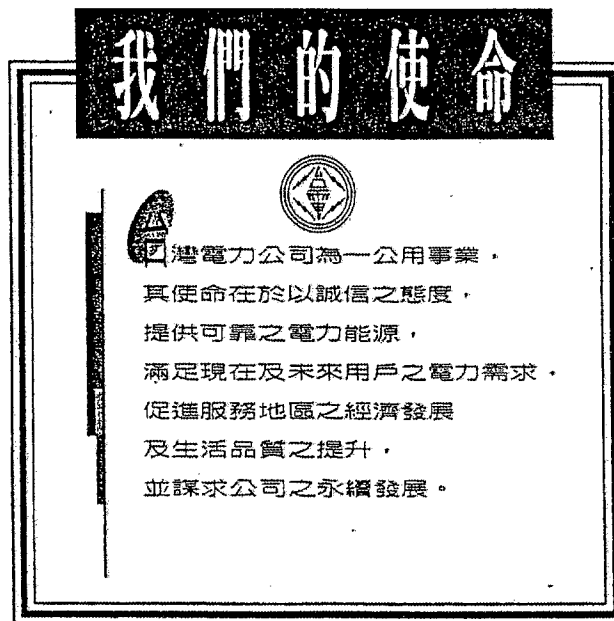 我們的使命
台灣電力公司為一公用事業，
其使命在於以誠信之態度，
提供可靠之電力能源，
滿足現在及未來用戶之電力需求，
促進服務地區之經濟發展
及生活品質之提升，
並謀求公司之永續發展。